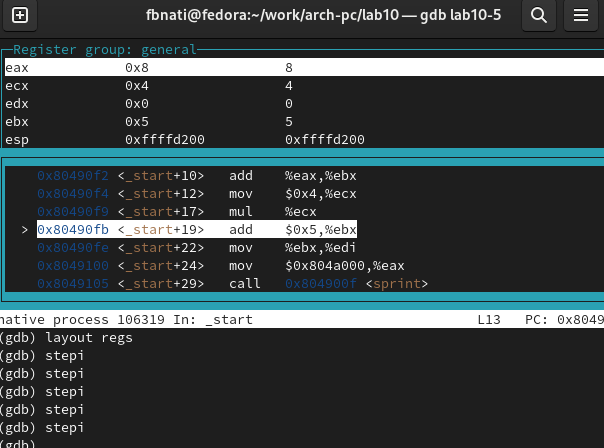 fbnati@fedora:~/work/arch-pc/lab10 — gdb lab10-5
Register group: general
eax 0x8 8
ecx 0x4 4
edx 0x0 0
ebx 0x5 5
esp 0xffffd200 0xffffd200
0x80490f2 <_start+10> add %eax,%ebx
0x80490f4 <_start+12> mov $0x4,%ecx
0x80490f9 <_start+17> mul %ecx
> 0x80490fb <_start+19> add $0x5,%ebx
0x80490fe <_start+22> mov %ebx,%edi
0x8049100 <_start+24> mov $0x804a000,%eax
0x8049105 <_start+29> call 0x804900f <sprint>
native process 106319 In: _start L13 PC: 0x8049
(gdb) layout regs
(gdb) stepi
(gdb) stepi
(gdb) stepi
(gdb) stepi
(gdb) stepi
(gdb)